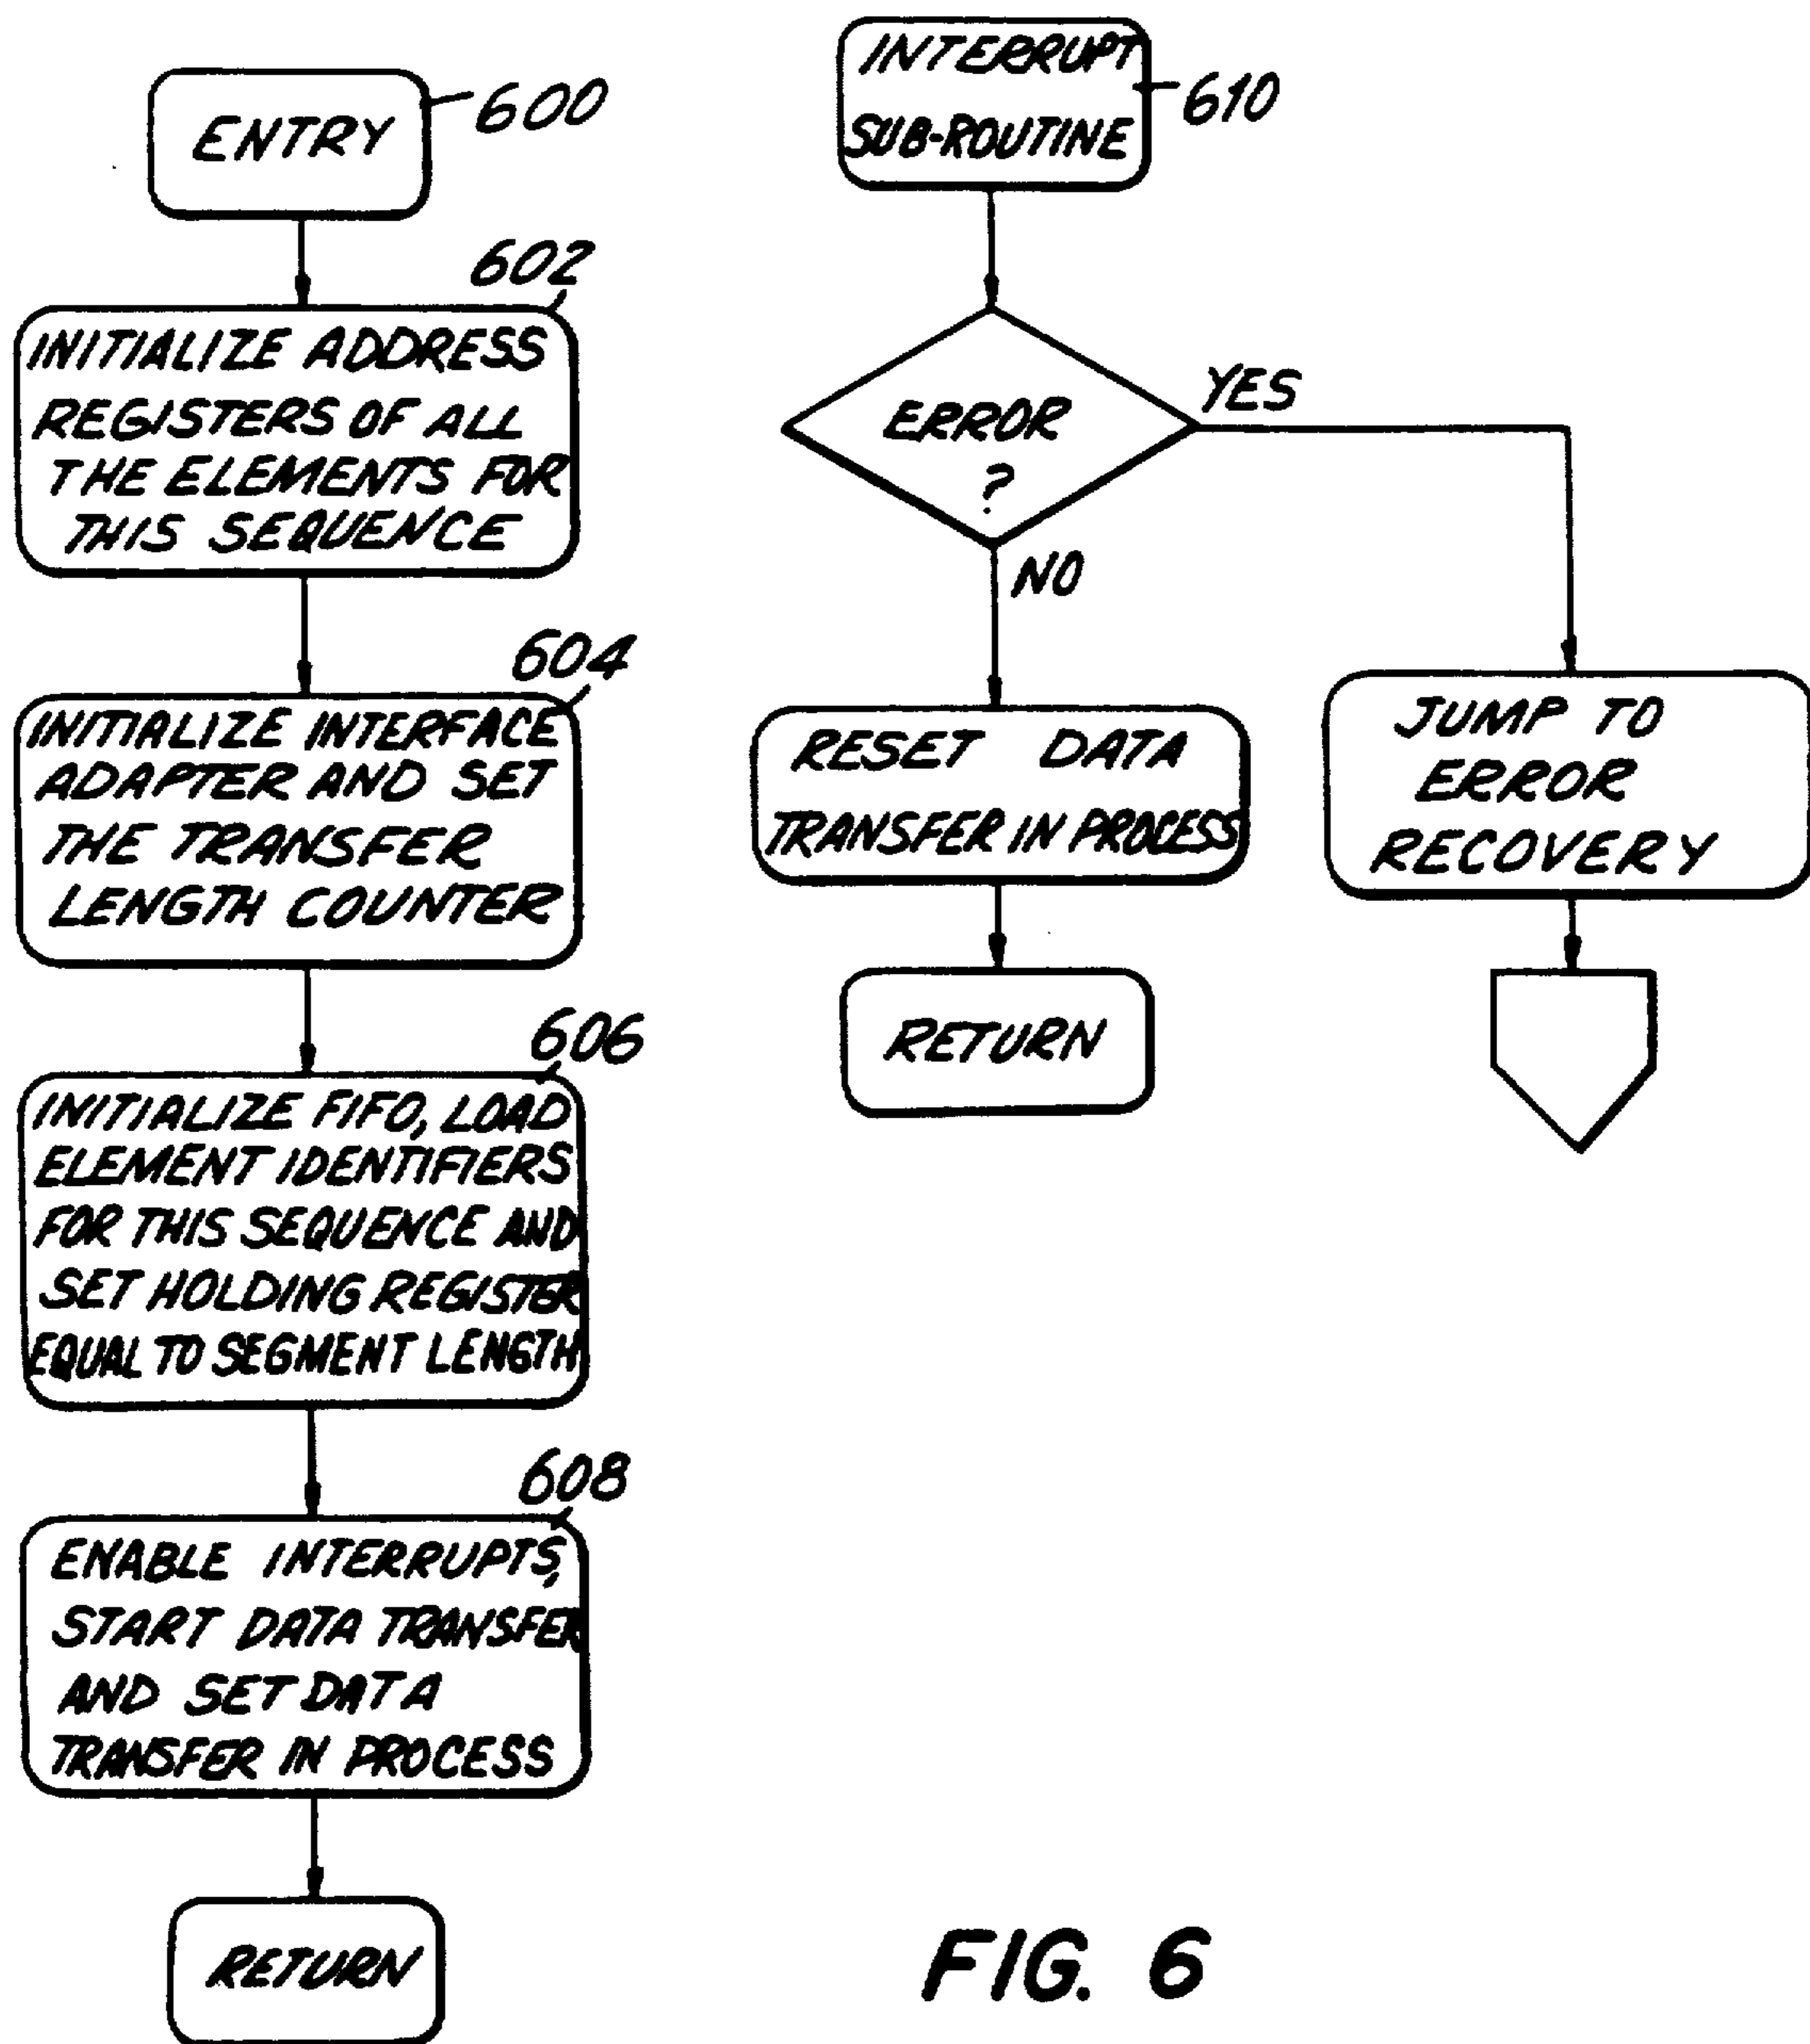 ENTRY
600
602
INITIALIZE ADDRESS
REGISTERS OF ALL
THE ELEMENTS FOR
THIS SEQUENCE
604
INITIALIZE INTERFACE
ADAPTER AND SET
THE TRANSFER
LENGTH COUNTER
606
INITIALIZE FIFO, LOAD
ELEMENT IDENTIFIERS
FOR THIS SEQUENCE AND
SET HOLDING REGISTER
EQUAL TO SEGMENT LENGTH
608
ENABLE INTERRUPTS,
START DATA TRANSFER
AND SET DATA
TRANSFER IN PROCESS
RETURN
INTERRUPT
SUB-ROUTINE
610
ERROR
?
YES
NO
RESET DATA
TRANSFER IN PROCESS
RETURN
JUMP TO
ERROR
RECOVERY
FIG. 6